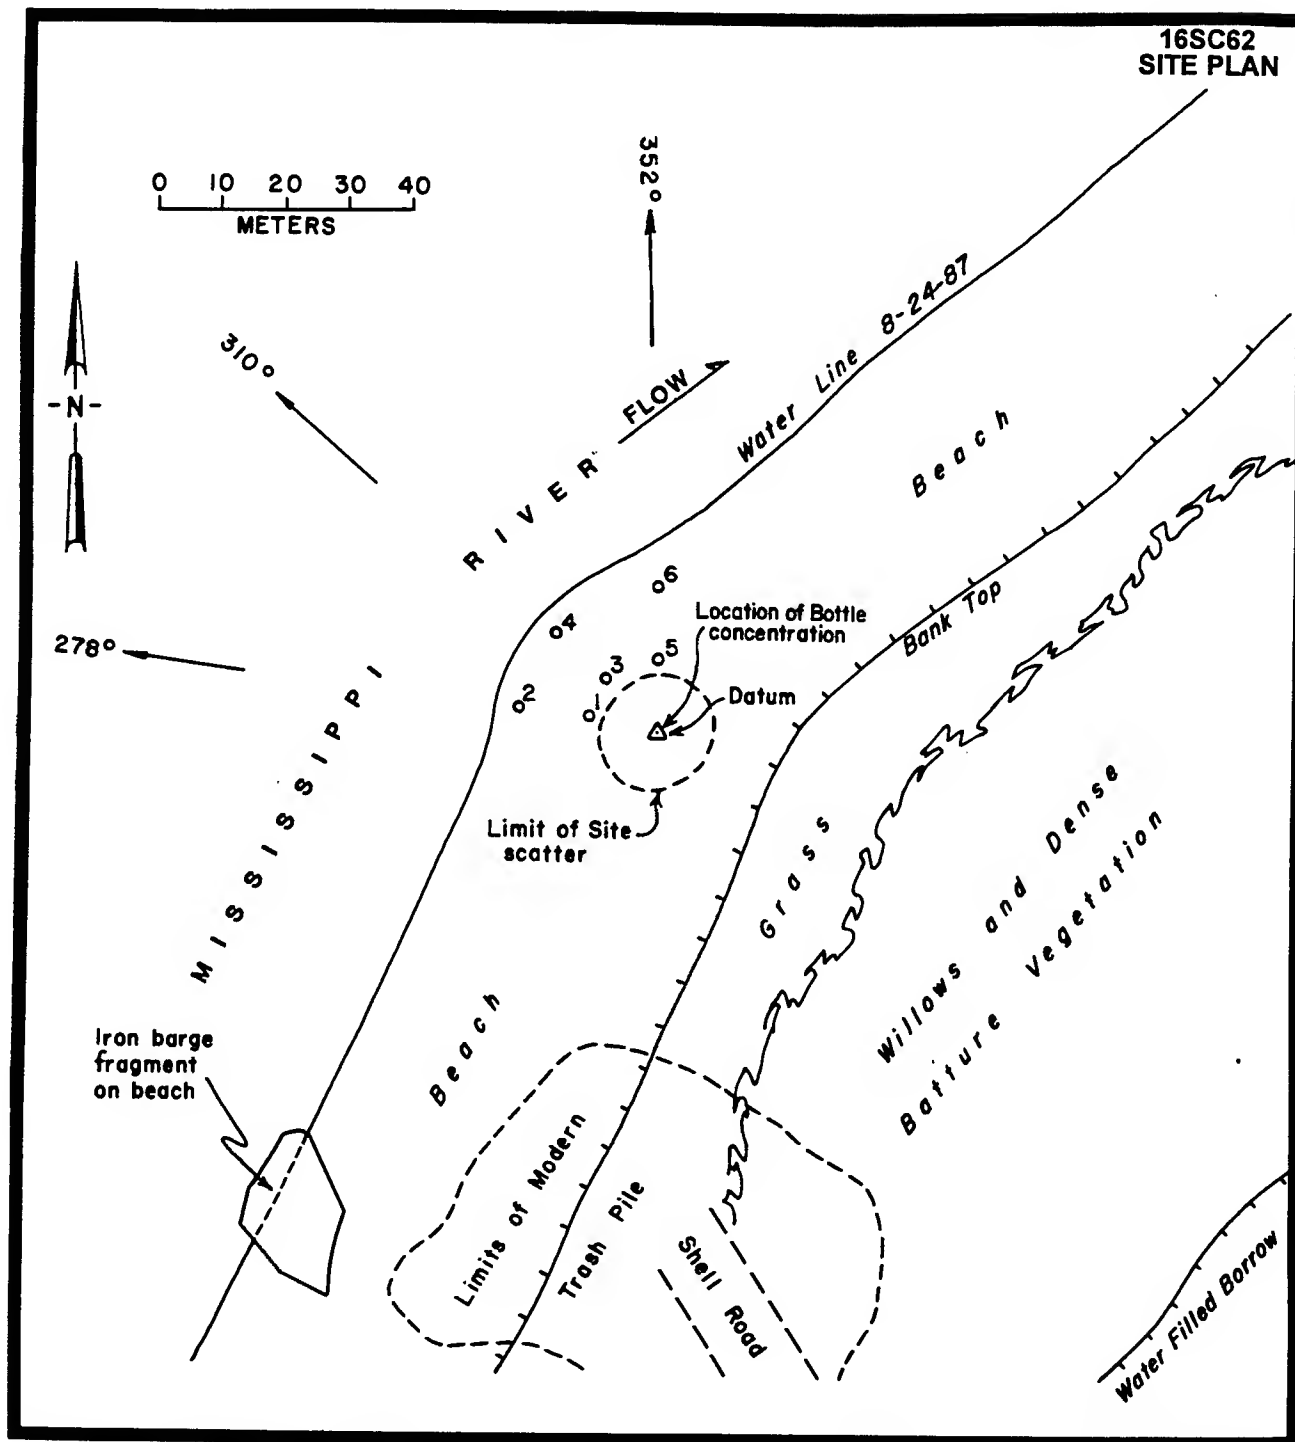 16SC62
SITE PLAN
352°
0 10 20 30 40
METERS
310°
-N-
278°
FLOW
Water Line 8-24-87
MISSISSIPPI RIVER
Beach
Bank Top
6
4
5
3
2
1
Location of Bottle
concentration
Datum
Limit of Site
scatter
Grass
Willows and Dense
Batture Vegetation
Beach
Iron barge
fragment
on beach
Limits of Modern
Trash Pile
Shell Road
Water Filled Borrow